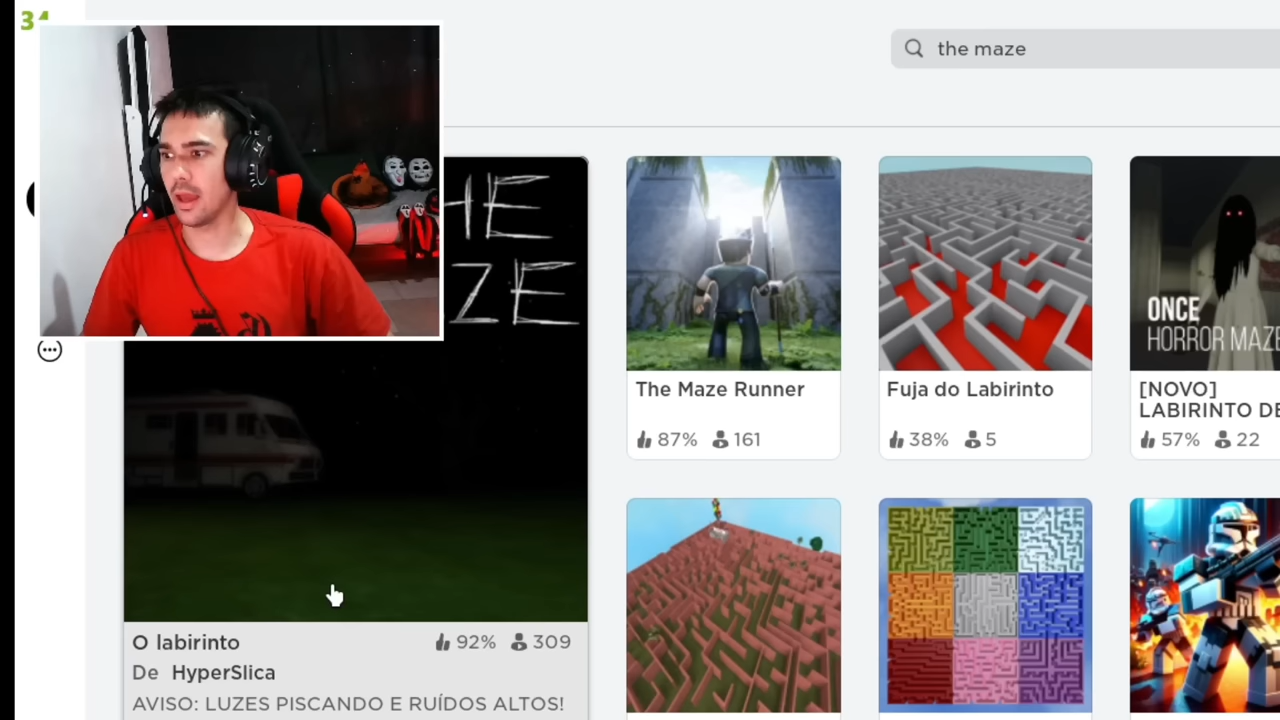 34
the maze
HE
ZE
The Maze Runner
87% 161
Fuja do Labirinto
38% 5
ONCE
HORROR MAZE
[NOVO]
LABIRINTO DE
57% 22
O labirinto 92% 309
De HyperSlica
AVISO: LUZES PISCANDO E RUÍDOS ALTOS!